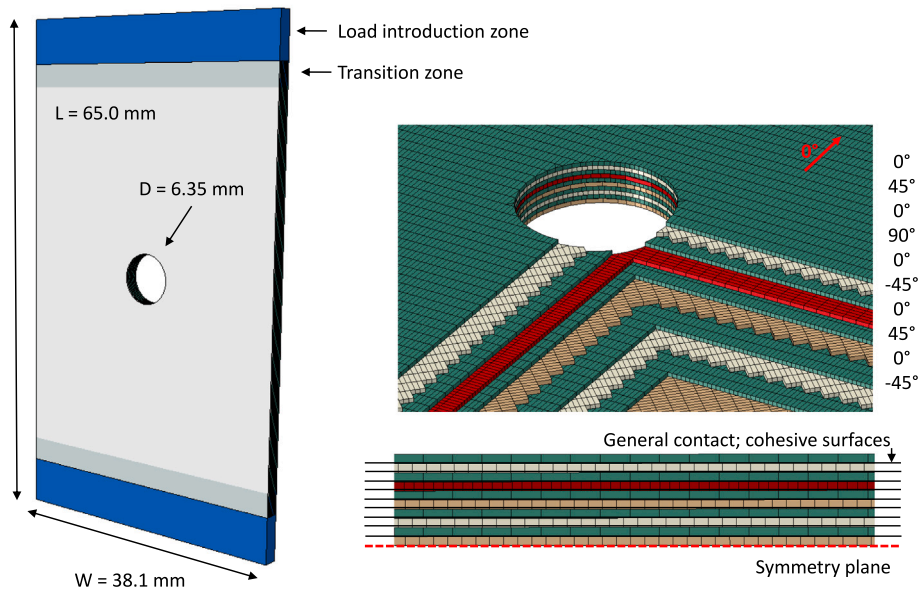 Load introduction zone
Transition zone
L = 65.0 mm
D = 6.35 mm
W = 38.1 mm
0°
0°
45°
0°
90°
0°
-45°
0°
45°
0°
-45°
General contact; cohesive surfaces
Symmetry plane